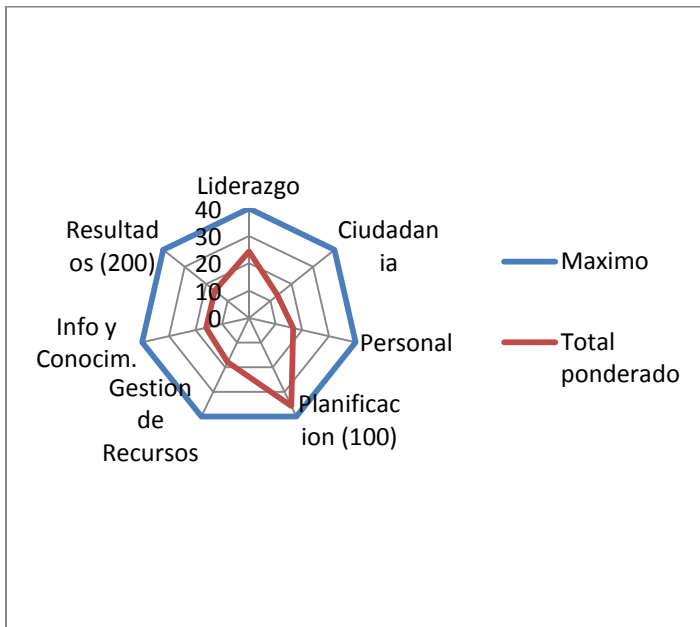 Liderazgo
40
30
20
10
0
Ciudadan
ia
Personal
Planificac
ion (100)
Gestion
de
Recursos
Info y
Conocim.
Resultad
os (200)
Maximo
Total
ponderado